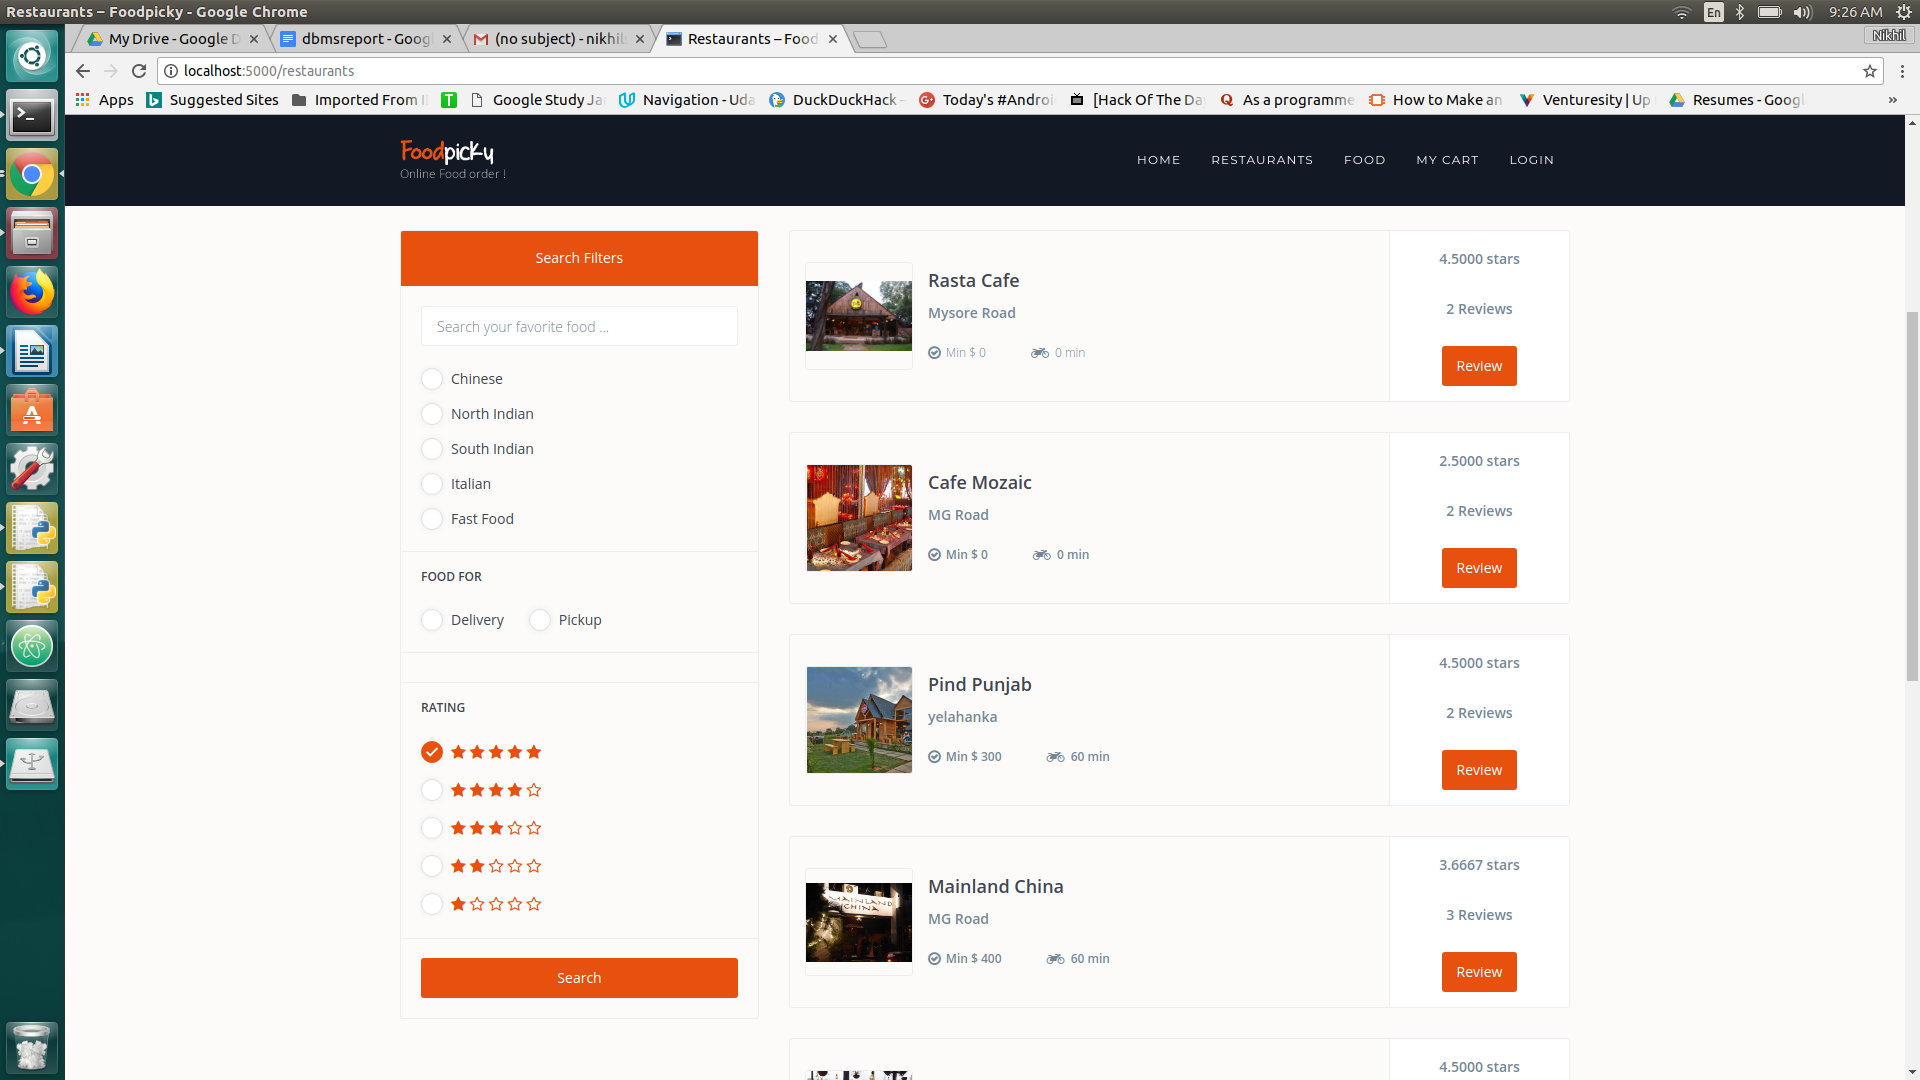 Restaurants – Foodpicky - Google Chrome
En
9:26 AM
My Drive - Google D
dbmsreport - Goog
(no subject) - nikhil
Restaurants – Food
Nikhil
localhost:5000/restaurants
Apps
Suggested Sites
Imported From I
Google Study Ja
Navigation - Uda
DuckDuckHack -
Today's #Androi
[Hack Of The Da
As a programme
How to Make an
Venturesity | Up
Resumes - Googl
»
Foodpicky
Online Food order !
HOME
RESTAURANTS
FOOD
MY CART
LOGIN
Search Filters
Search your favorite food ...
Chinese
North Indian
South Indian
Italian
Fast Food
FOOD FOR
Delivery
Pickup
RATING
Search
Rasta Cafe
Mysore Road
Min $ 0
0 min
4.5000 stars
2 Reviews
Review
Cafe Mozaic
MG Road
Min $ 0
0 min
2.5000 stars
2 Reviews
Review
Pind Punjab
yelahanka
Min $ 300
60 min
4.5000 stars
2 Reviews
Review
MAINLAND
CHINA
Mainland China
MG Road
Min $ 400
60 min
3.6667 stars
3 Reviews
Review
4.5000 stars